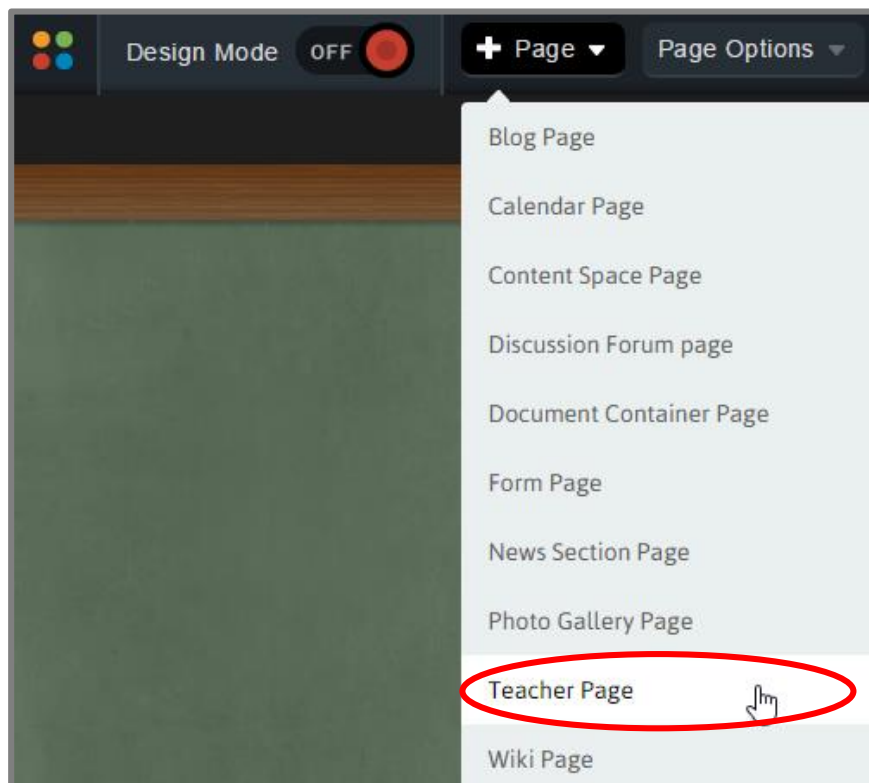 Design Mode OFF + Page Page Options
Blog Page
Calendar Page
Content Space Page
Discussion Forum page
Document Container Page
Form Page
News Section Page
Photo Gallery Page
Teacher Page
Wiki Page